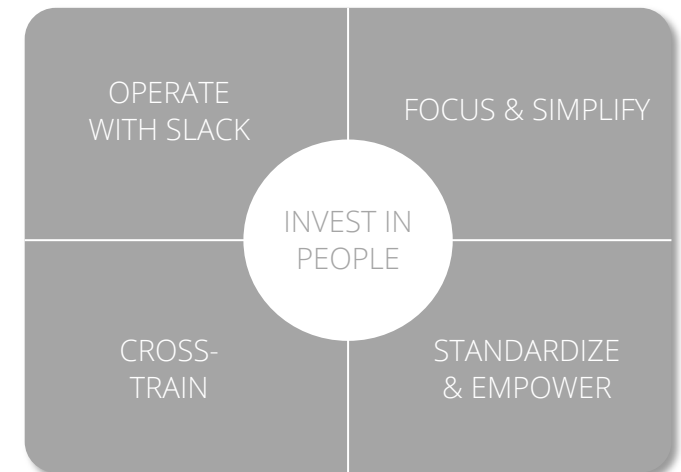 OPERATE
WITH SLACK
FOCUS & SIMPLIFY
INVEST IN
PEOPLE
CROSS-
TRAIN
STANDARDIZE
& EMPOWER